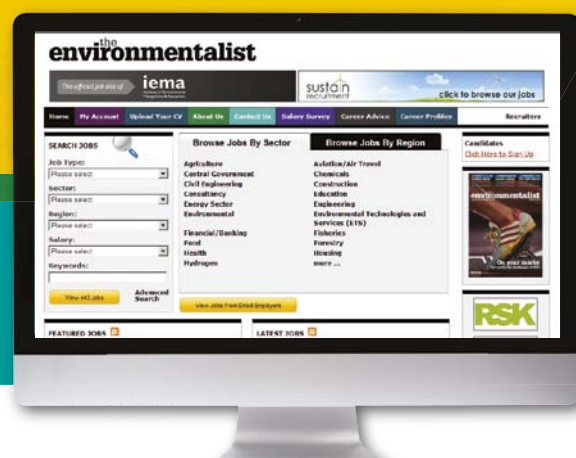 the
environmentalist
The official job site of
iema
sustain
recruitment
click to browse our jobs
Home My Account Upload Your CV About Us Contact Us Salary Survey Career Advice Career Profiles Recruiters
SEARCH JOBS
Job Type:
Please select
Sector:
Please select
Region:
Please select
Salary:
Please select
Keywords:
Advanced
Search
Browse Jobs By Sector
Browse Jobs By Region
Agriculture
Central Government
Civil Engineering
Consultancy
Energy Sector
Environmental
Financial/Banking
Food
Health
Hydrogen
Aviation/Air Travel
Chemicals
Construction
Education
Engineering
Environmental Technologies and
Services (ETS)
Fisheries
Forestry
Housing
more ...
View Jobs From Direct Employers
Candidates
Click Here to Sign Up
environmentalist
On your marks
RSK
FEATURED JOBS
LATEST JOBS